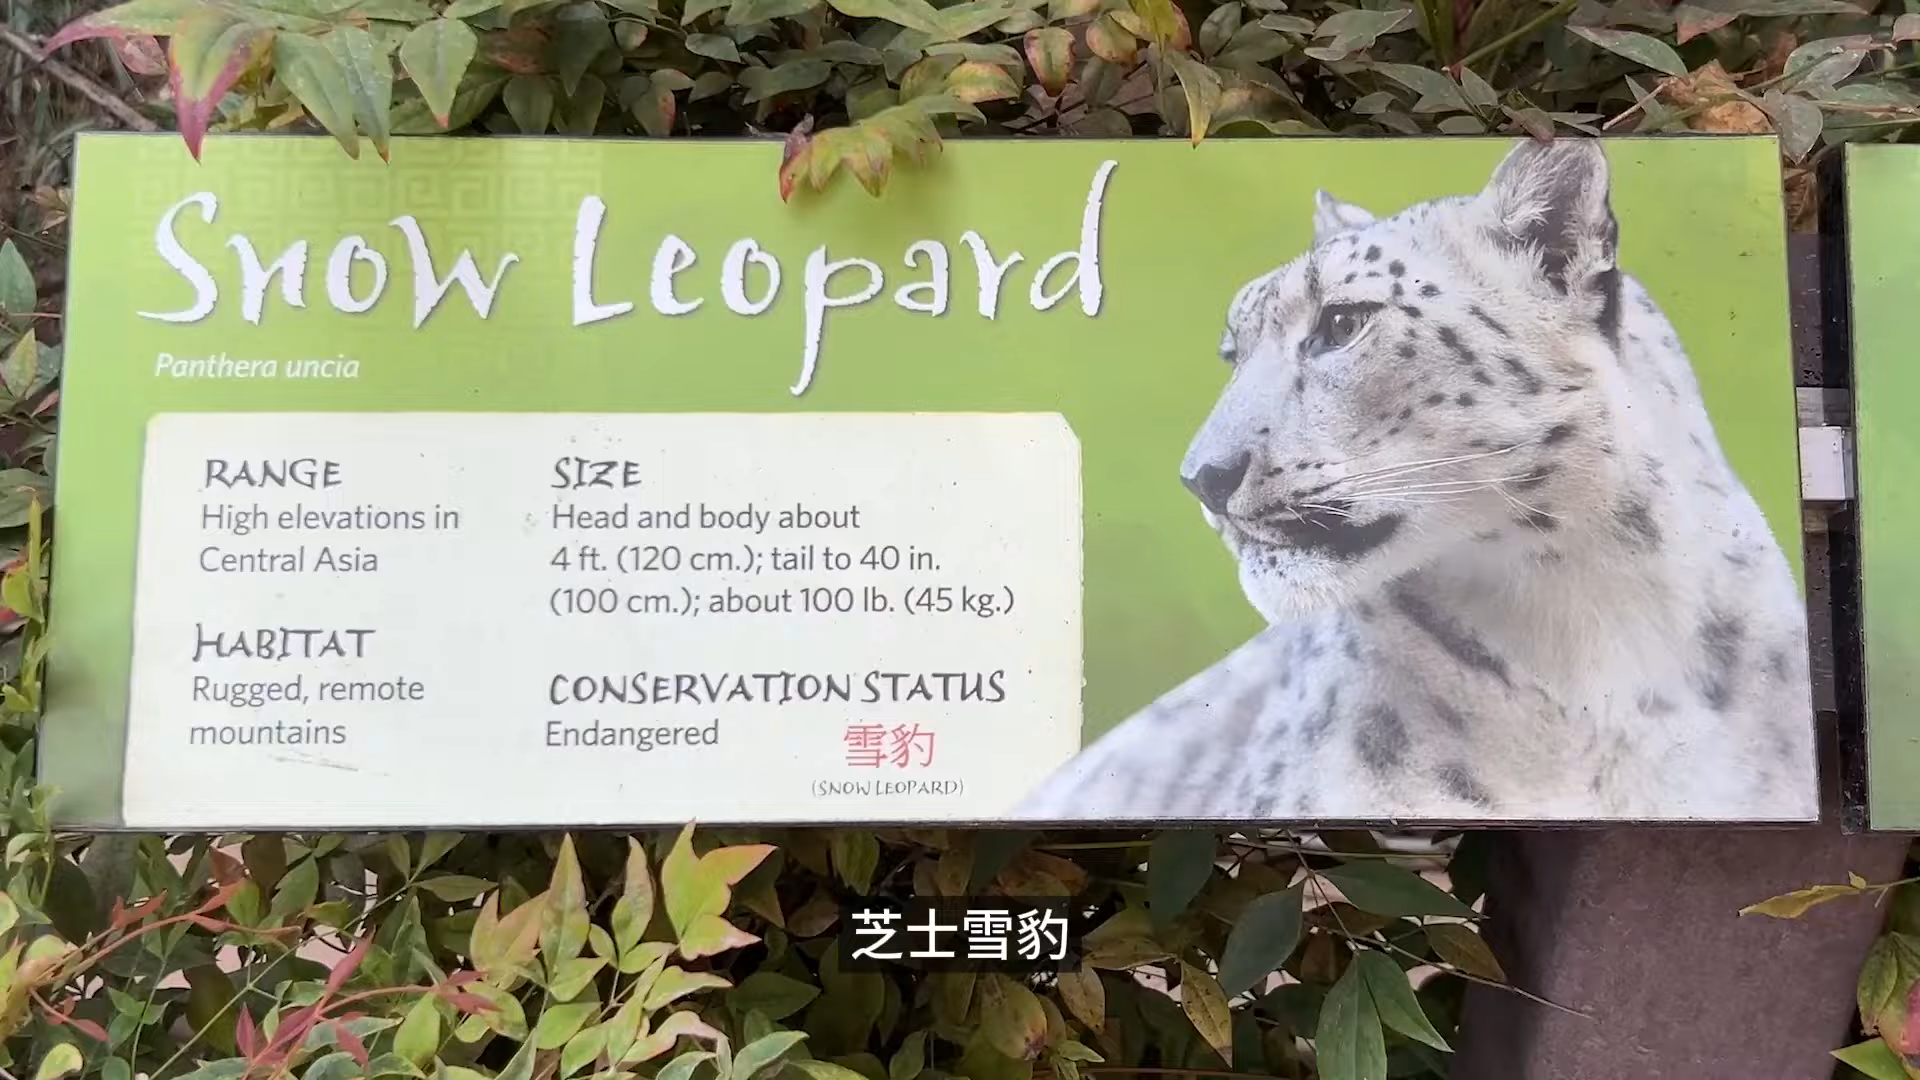 Snow Leopard
Panthera uncia
RANGE
High elevations in
Central Asia
HABITAT
Rugged, remote
mountains
SIZE
Head and body about
4 ft. (120 cm.); tail to 40 in.
(100 cm.); about 100 lb. (45 kg.)
CONSERVATION STATUS
Endangered
雪豹
(SNOW LEOPARD)
芝士雪豹